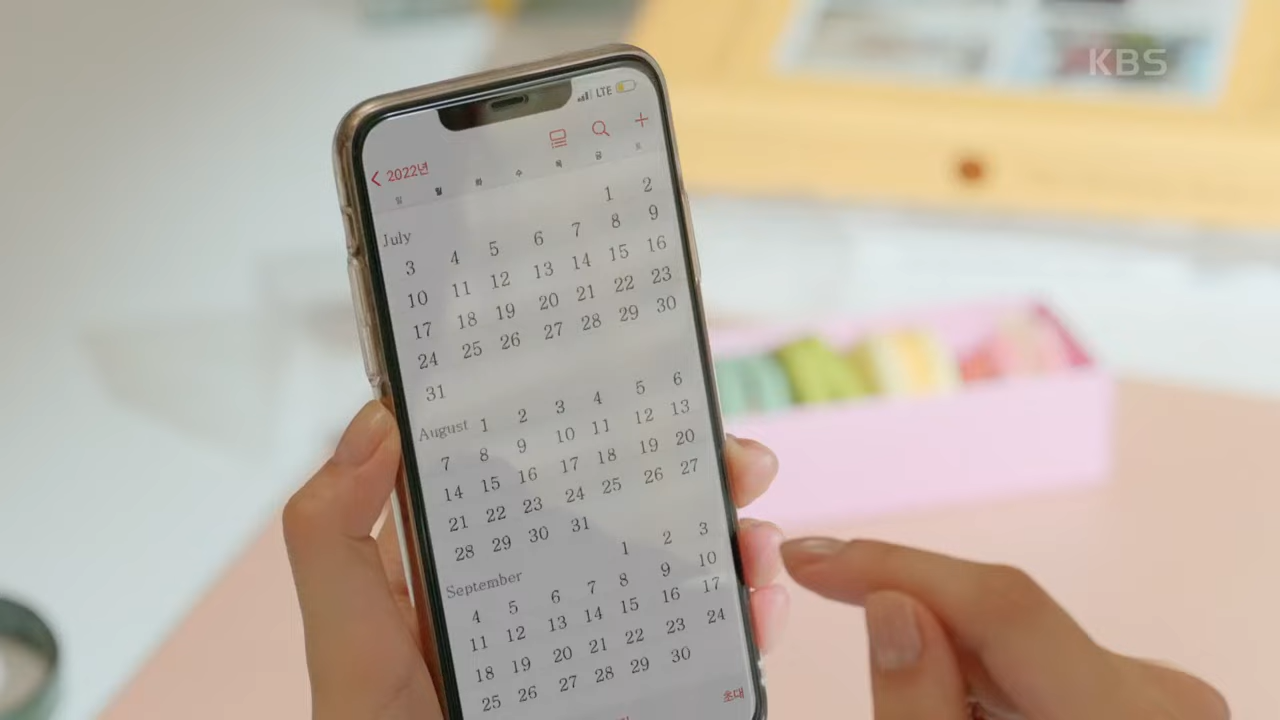 KBS
LTE
2022년
일 월 화 수 목 금 토
1 2
July
3 4 5 6 7 8 9
10 11 12 13 14 15 16
17 18 19 20 21 22 23
24 25 26 27 28 29 30
31
August 1 2 3 4 5 6
7 8 9 10 11 12 13
14 15 16 17 18 19 20
21 22 23 24 25 26 27
28 29 30 31
1 2 3
September
4 5 6 7 8 9 10
11 12 13 14 15 16 17
18 19 20 21 22 23 24
25 26 27 28 29 30
초대